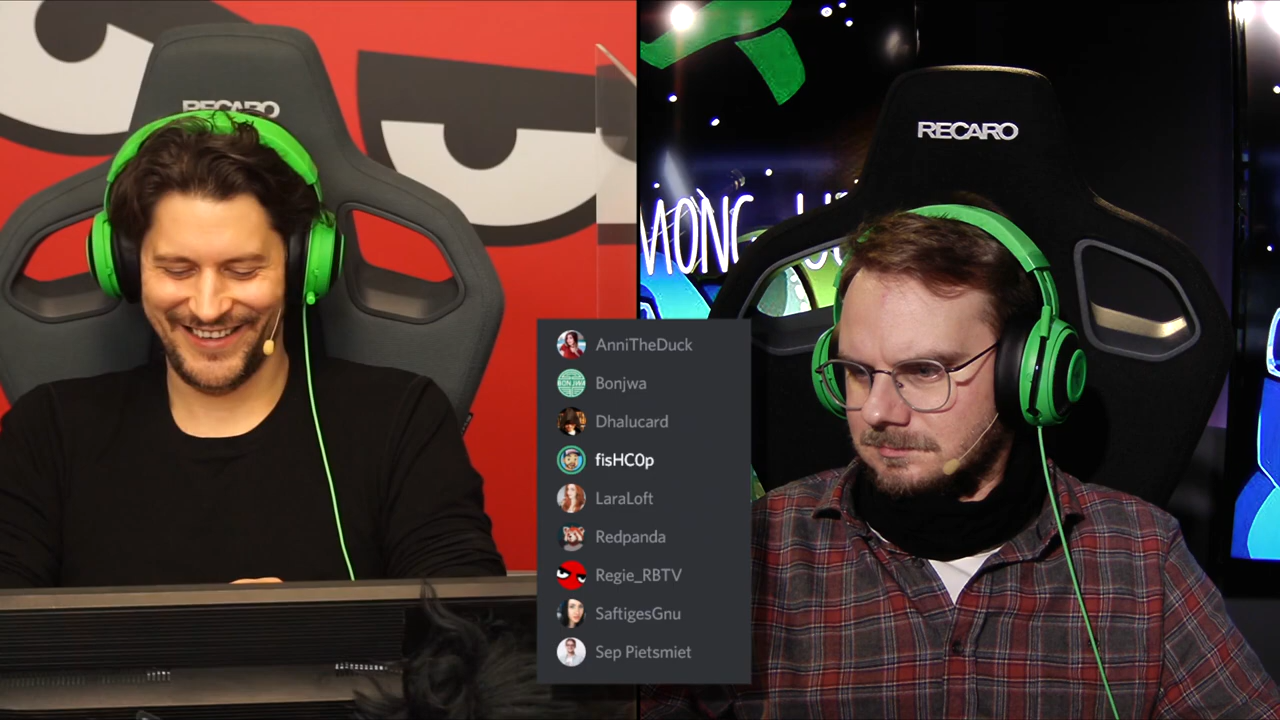 RECARO
RECARO
AnniTheDuck
Bonjwa
Dhalucard
fisHC0p
LaraLoft
Redpanda
Regie_RBTV
SaftigesGnu
Sep Pietsmiet